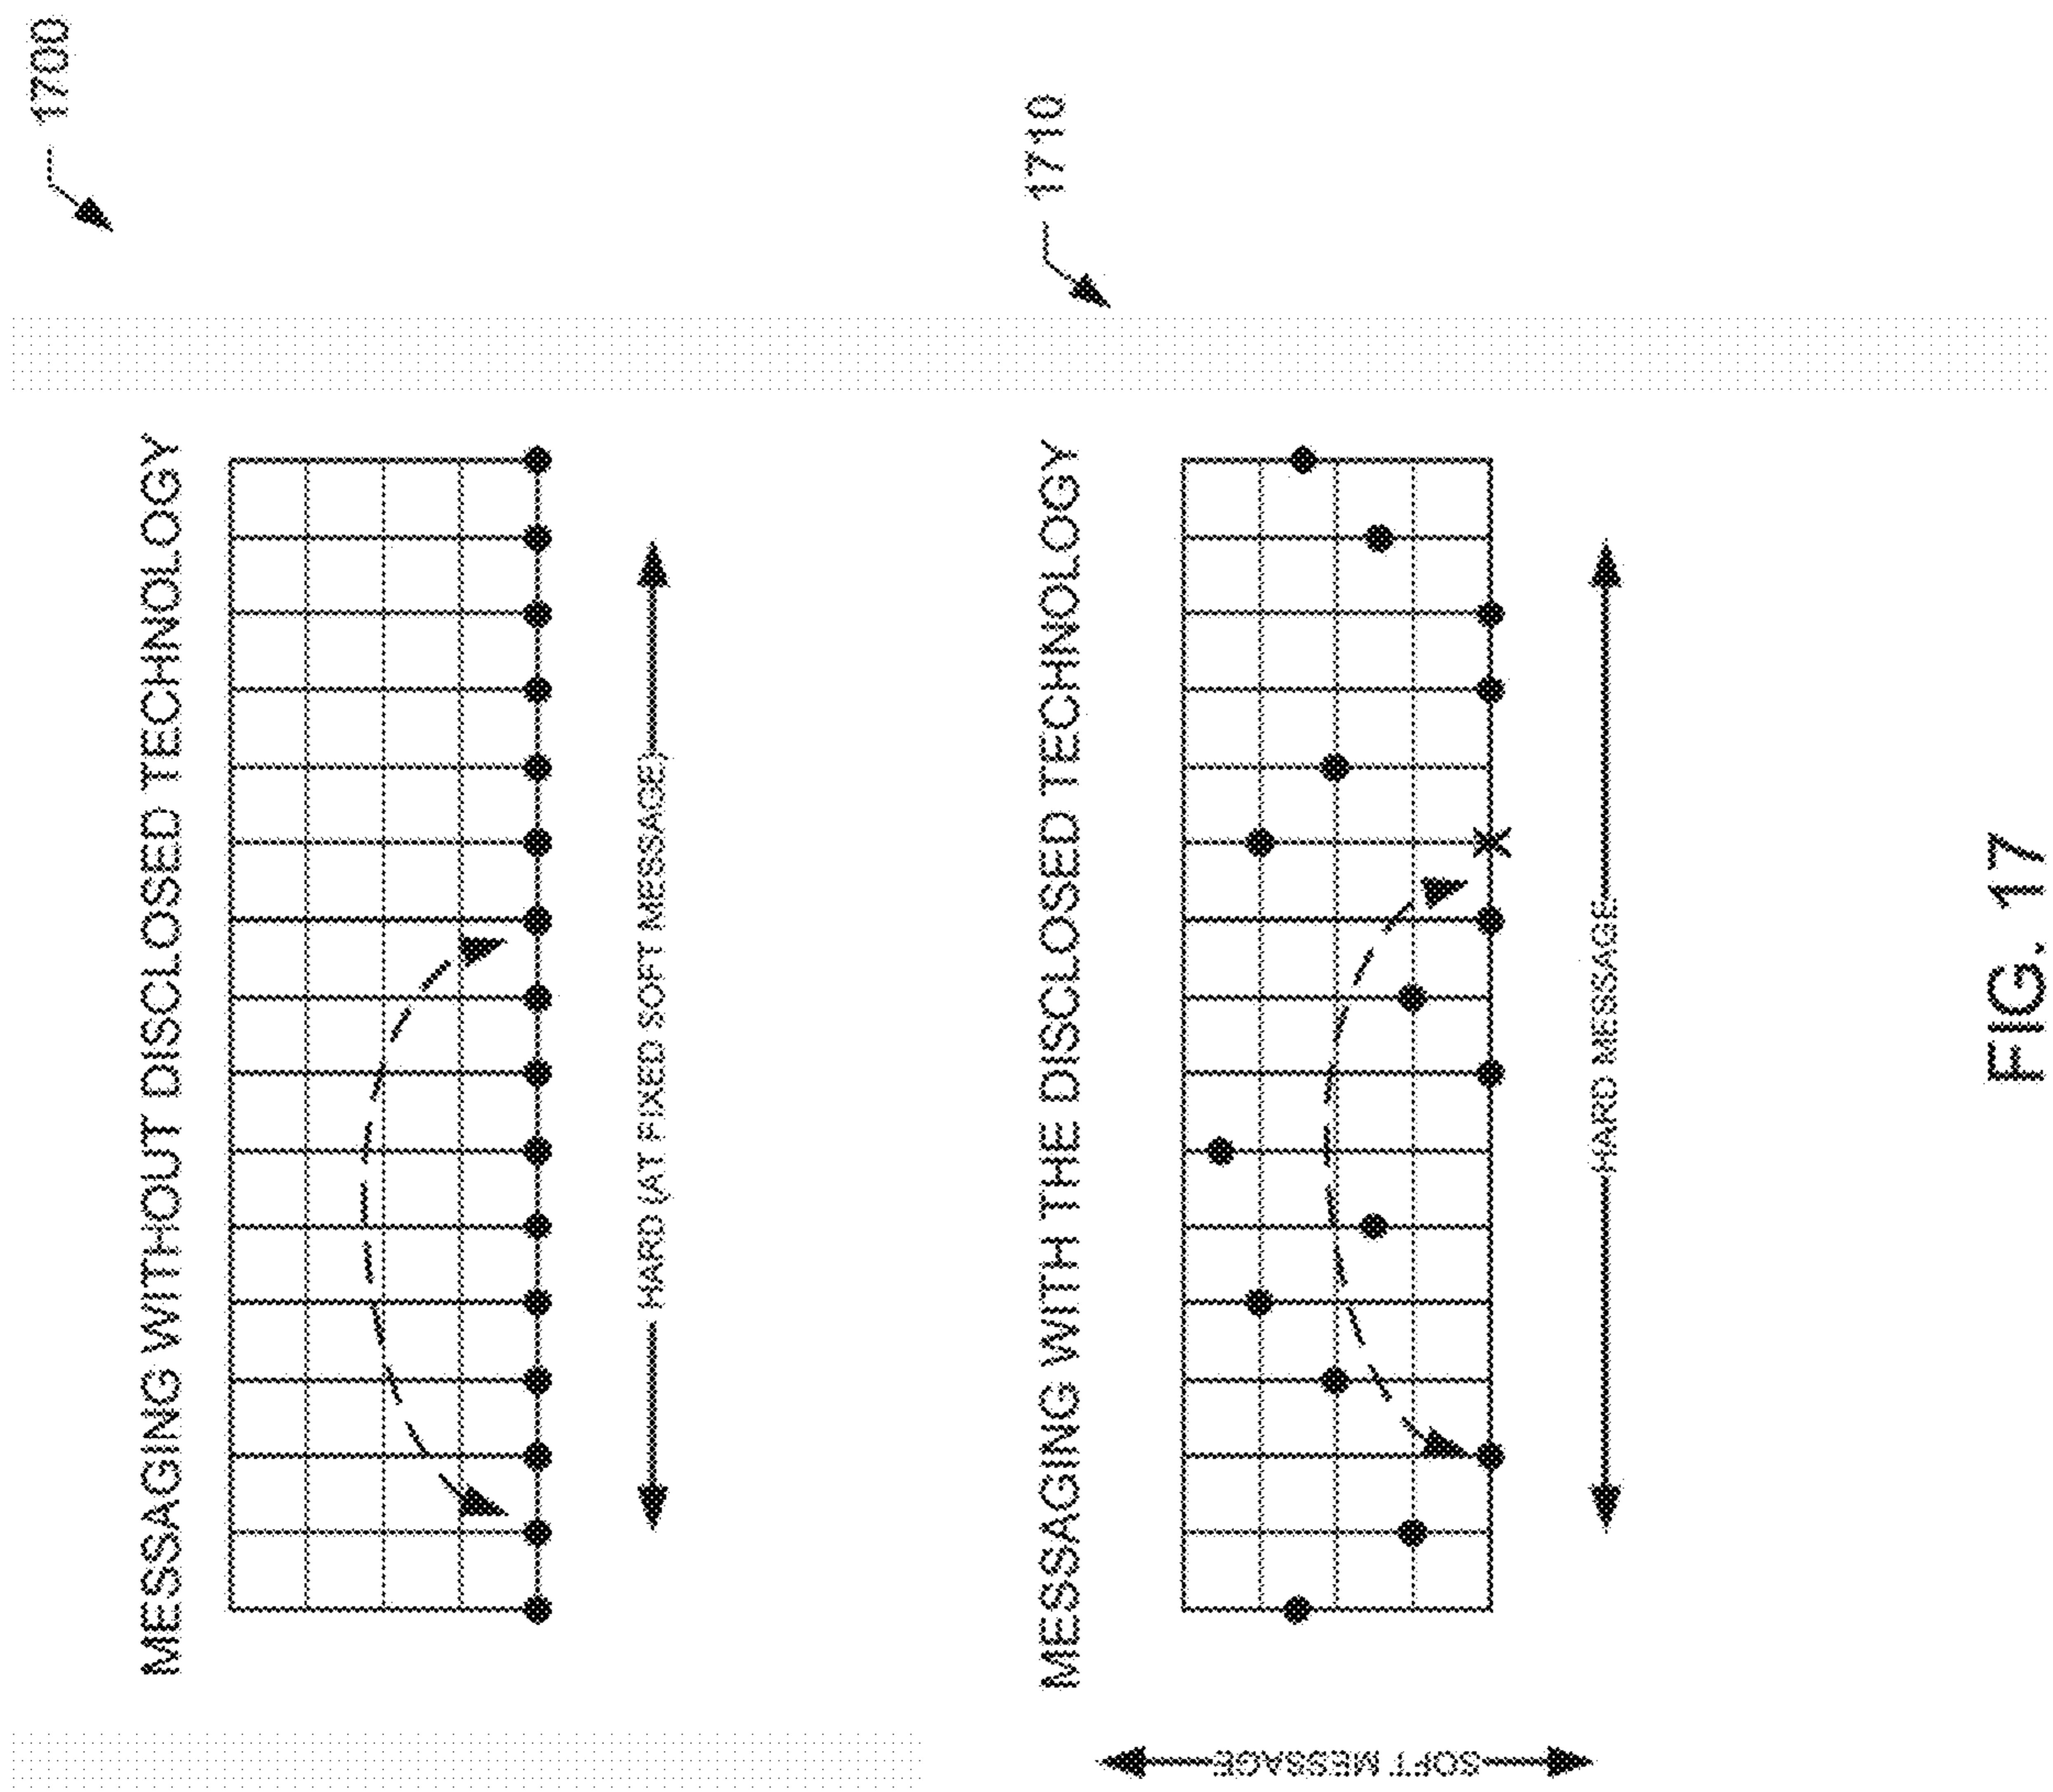 1700
MESSAGING WITHOUT DISCLOSED TECHNOLOGY
HARD (AT FIXED SOFT MESSAGE)
1710
MESSAGING WITH THE DISCLOSED TECHNOLOGY
SOFT MESSAGE
HARD MESSAGE
FIG. 17